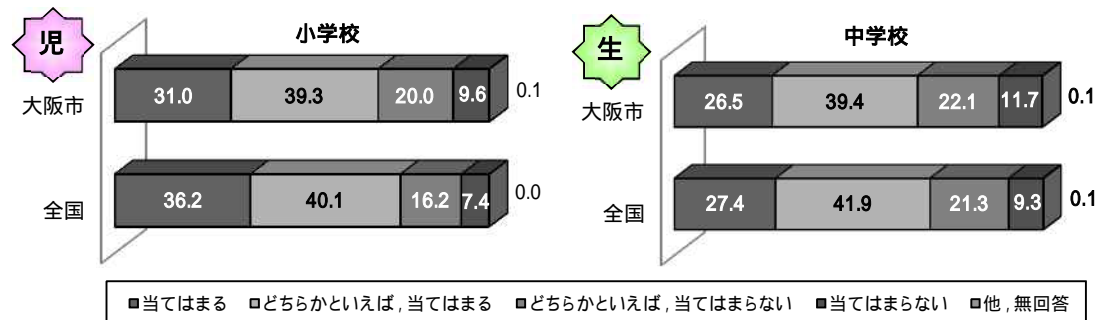 児
小学校
大阪市
31.0 39.3 20.0 9.6 0.1
全国
36.2 40.1 16.2 7.4 0.0
生
中学校
大阪市
26.5 39.4 22.1 11.7 0.1
全国
27.4 41.9 21.3 9.3 0.1
■当てはまる ■どちらかといえば,当てはまる ■どちらかといえば,当てはまらない ■当てはまらない ■他,無回答